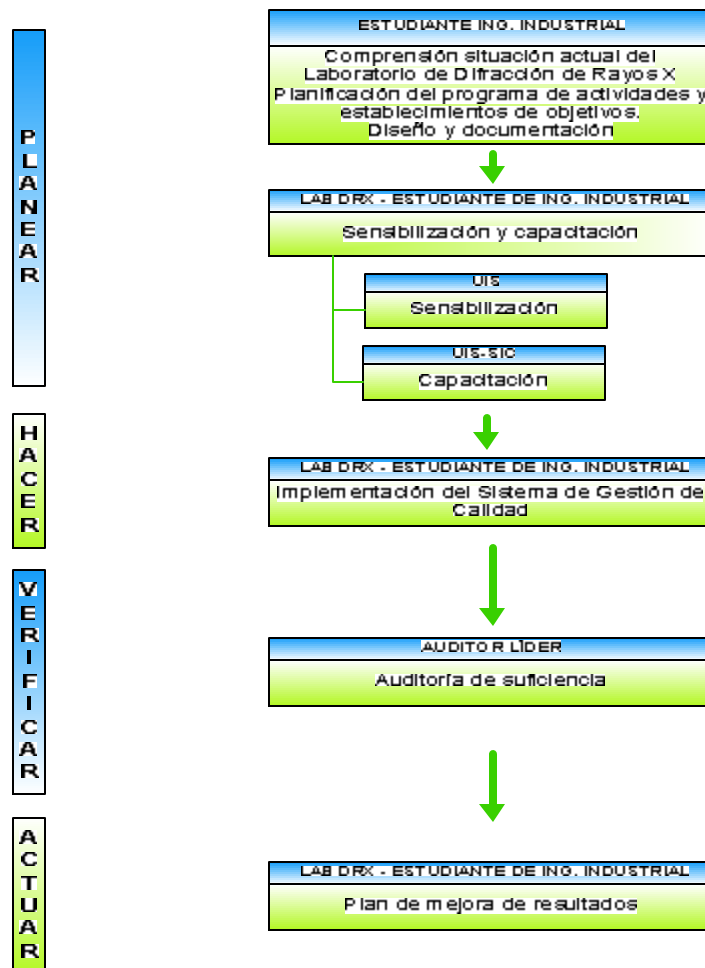 PLANEAR
ESTUDIANTE ING. INDUSTRIAL
Comprensión situación actual del
Laboratorio de Difracción de Rayos X
Planificación del programa de actividades y
establecimientos de objetivos.
Diseño y documentación
LAB DRX - ESTUDIANTE DE ING. INDUSTRIAL
Sensibilización y capacitación
UIS
Sensibilización
UIS-SIC
Capacitación
HACER
LAB DRX - ESTUDIANTE DE ING. INDUSTRIAL
Implementación del Sistema de Gestión de
Calidad
VERIFICAR
AUDITOR LÍDER
Auditoría de suficiencia
ACTUAR
LAB DRX - ESTUDIANTE DE ING. INDUSTRIAL
Plan de mejora de resultados